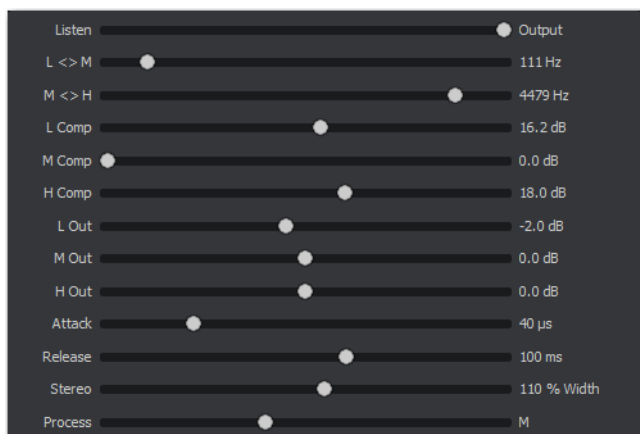 Listen Output
L <> M 111 Hz
M <> H 4479 Hz
L Comp 16.2 dB
M Comp 0.0 dB
H Comp 18.0 dB
L Out -2.0 dB
M Out 0.0 dB
H Out 0.0 dB
Attack 40 µs
Release 100 ms
Stereo 110 % Width
Process M